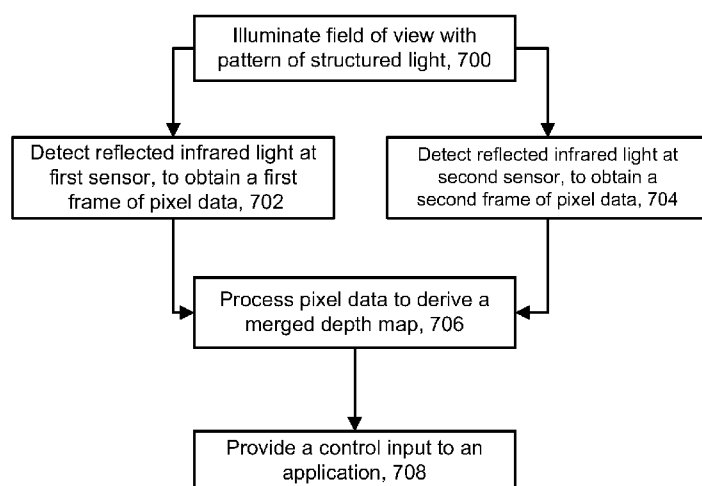 Illuminate field of view with
pattern of structured light, 700
Detect reflected infrared light at
first sensor, to obtain a first
frame of pixel data, 702
Detect reflected infrared light at
second sensor, to obtain a
second frame of pixel data, 704
Process pixel data to derive a
merged depth map, 706
Provide a control input to an
application, 708